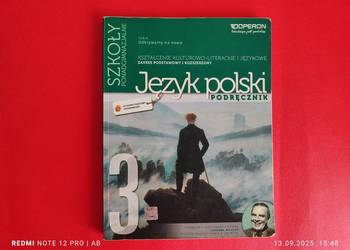 SZKOŁY
PONADGIMNAZJALNE
OPERON
Odkrywamy na nowo
KSZTAŁCENIE KULTUROWO-LITERACKIE I JĘZYKOWE
ZAKRES PODSTAWOWY I ROZSZERZONY
Język polski
PODRĘCZNIK
3
REDMI NOTE 12 PRO | AB
13.09.2025 15:48